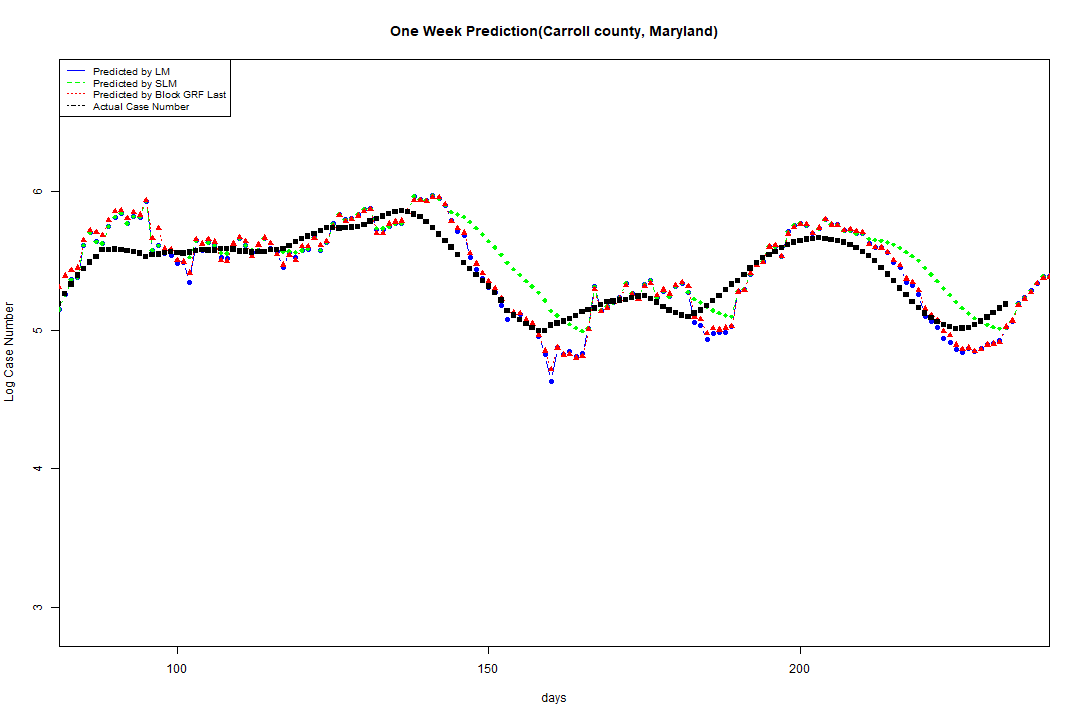 One Week Prediction(Carroll county, Maryland)
Predicted by LM
Predicted by SLM
Predicted by Block GRF Last
Actual Case Number
6
5
4
3
Log Case Number
100 150 200
days